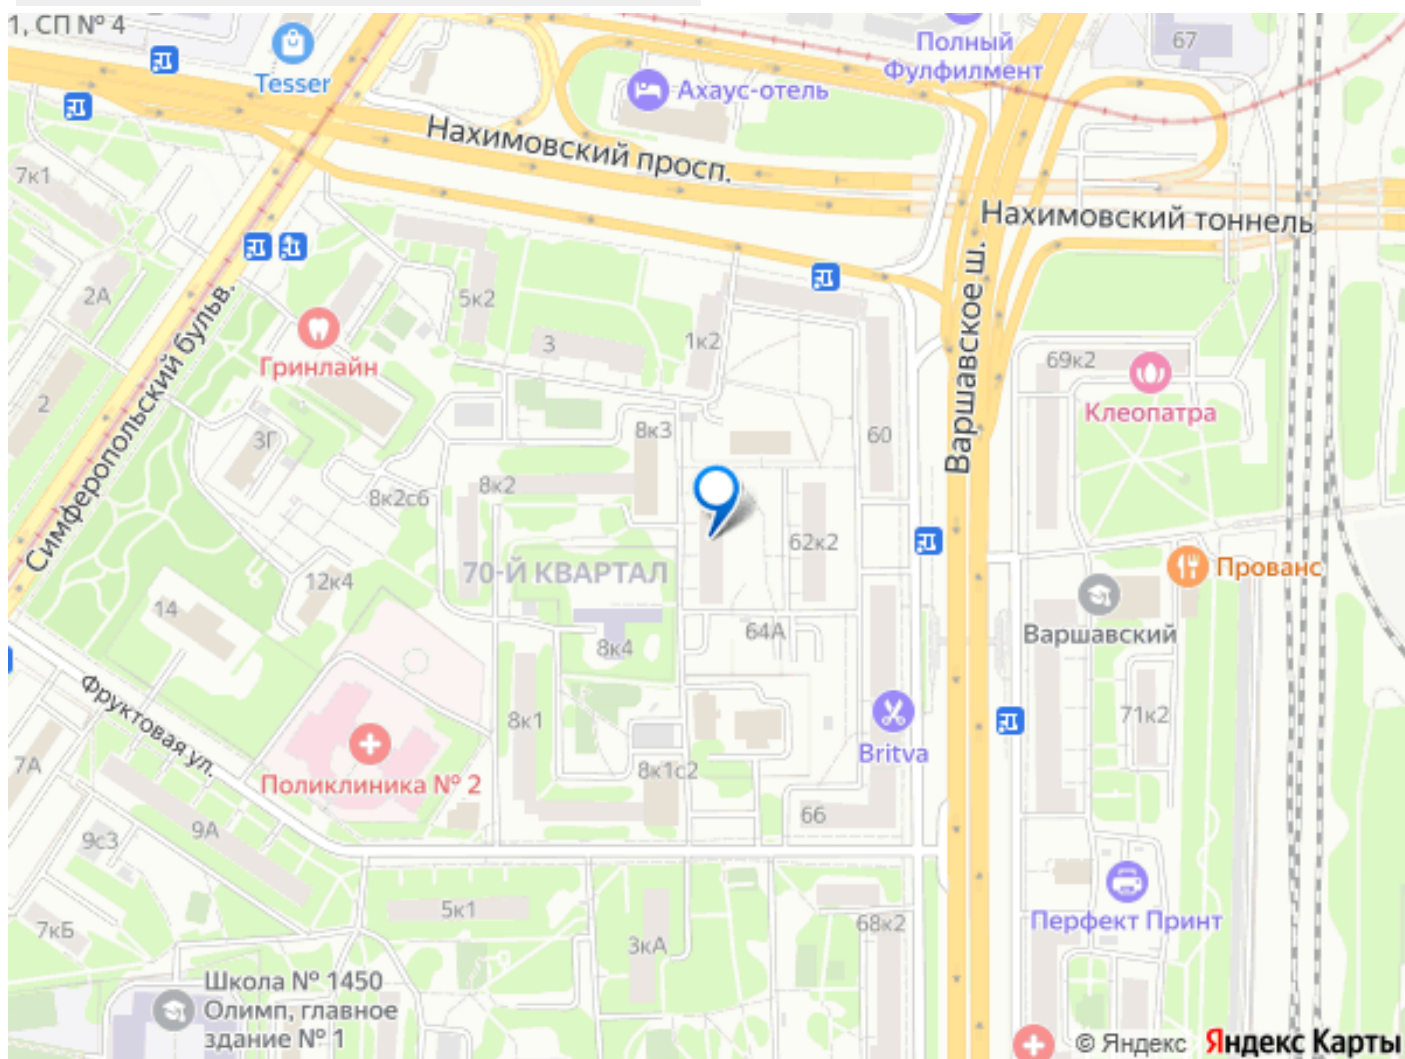 1, СП № 4
Tesser
Полный
Фулфилмент
67
Ахаус-отель
Нахимовский просп.
7к1
Нахимовский тоннель
Варшавское ш.
2А
5к2
3
1к2
Гринлайн
69к2
Клеопатра
2
Симферопольский бульв.
3Г
8к3
60
8к2
8к2с6
62к2
70-Й КВАРТАЛ
12к4
Прованс
14
64А
Варшавский
8к4
Фруктовая ул.
8к1
71к2
Britva
7А
Поликлиника № 2
8к1с2
66
9А
9с3
5к1
Перфект Принт
7кБ
3кА
68к2
Школа № 1450
Олимп, главное
здание № 1
© Яндекс Яндекс Карты